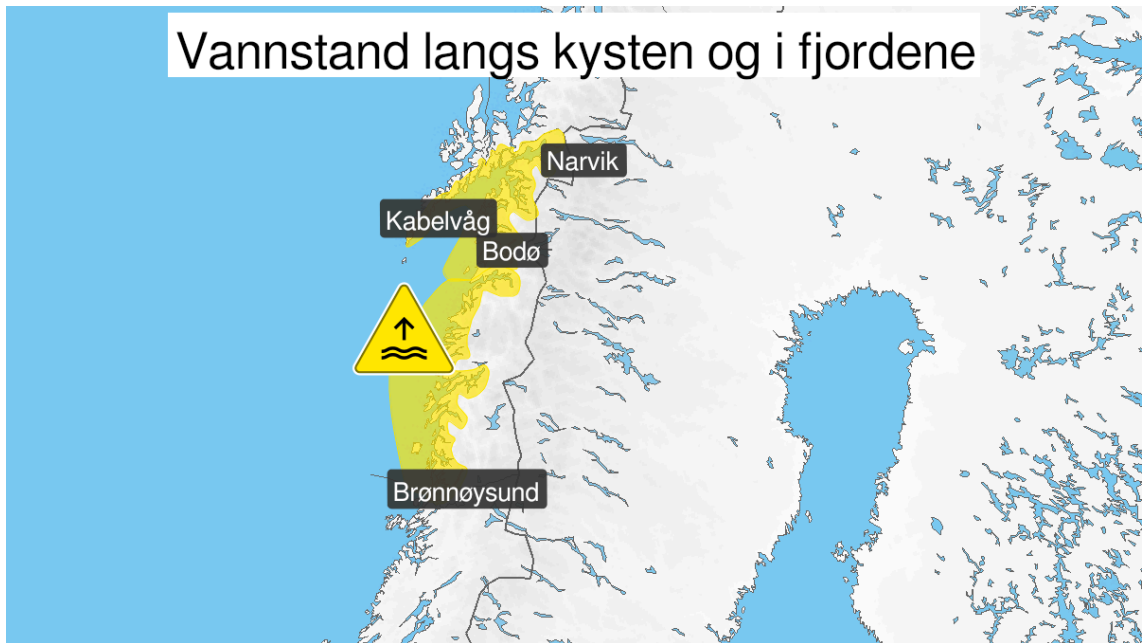 Vannstand langs kysten og i fjordene
Narvik
Kabelvåg
Bodø
Brønnøysund